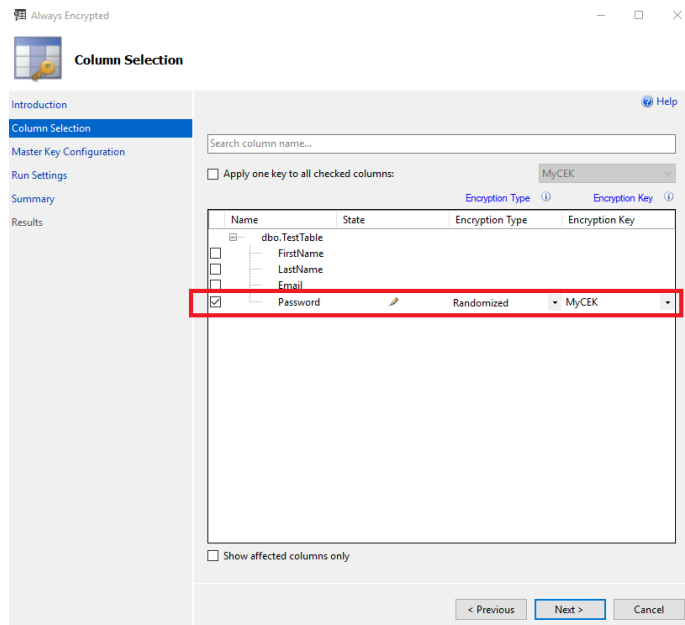 Always Encrypted
Column Selection
Introduction
Help
Column Selection
Master Key Configuration
Run Settings
Summary
Results
Search column name...
Apply one key to all checked columns: MyCEK
Encryption Type Encryption Key
Name State Encryption Type Encryption Key
dbo.TestTable
FirstName
LastName
Email
Password Randomized MyCEK
Show affected columns only
< Previous Next > Cancel